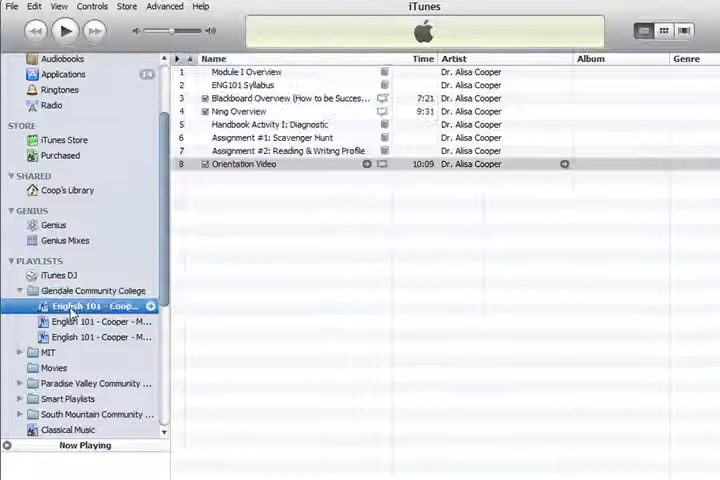 File Edit View Controls Store Advanced Help
iTunes
Name Time Artist Album Genre
1 Module I Overview Dr. Alisa Cooper
2 ENG101 Syllabus Dr. Alisa Cooper
3 Blackboard Overview (How to be Succes... 7:21 Dr. Alisa Cooper
4 Ning Overview 9:31 Dr. Alisa Cooper
5 Handbook Activity I: Diagnostic Dr. Alisa Cooper
6 Assignment #1: Scavenger Hunt Dr. Alisa Cooper
7 Assignment #2: Reading & Writing Profile Dr. Alisa Cooper
8 Orientation Video 10:09 Dr. Alisa Cooper
Audiobooks
Applications
Ringtones
Radio
STORE
iTunes Store
Purchased
SHARED
Coop's Library
GENIUS
Genius
Genius Mixes
PLAYLISTS
iTunes DJ
Glendale Community College
English 101 - Coop...
English 101 - Cooper - M...
English 101 - Cooper - M...
MIT
Movies
Paradise Valley Community ...
Smart Playlists
South Mountain Community ...
Classical Music
Now Playing